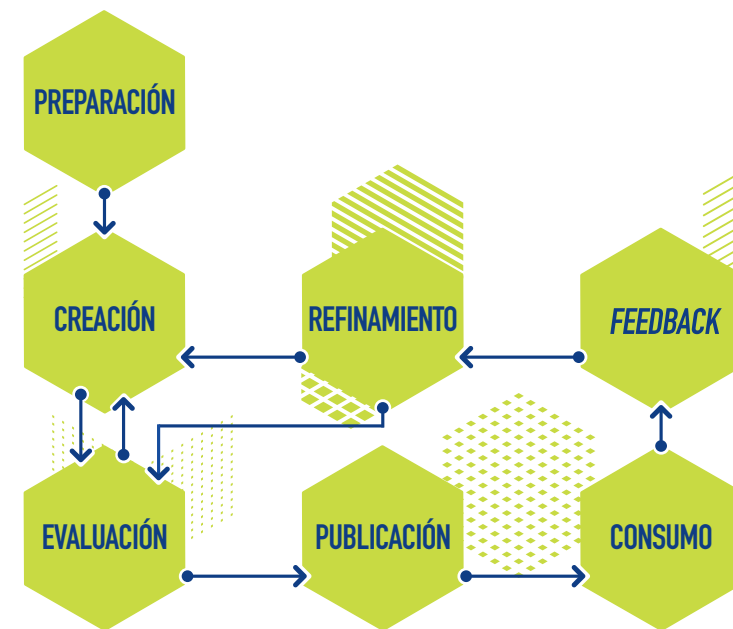 PREPARACIÓN
CREACIÓN
REFINAMIENTO
FEEDBACK
EVALUACIÓN
PUBLICACIÓN
CONSUMO